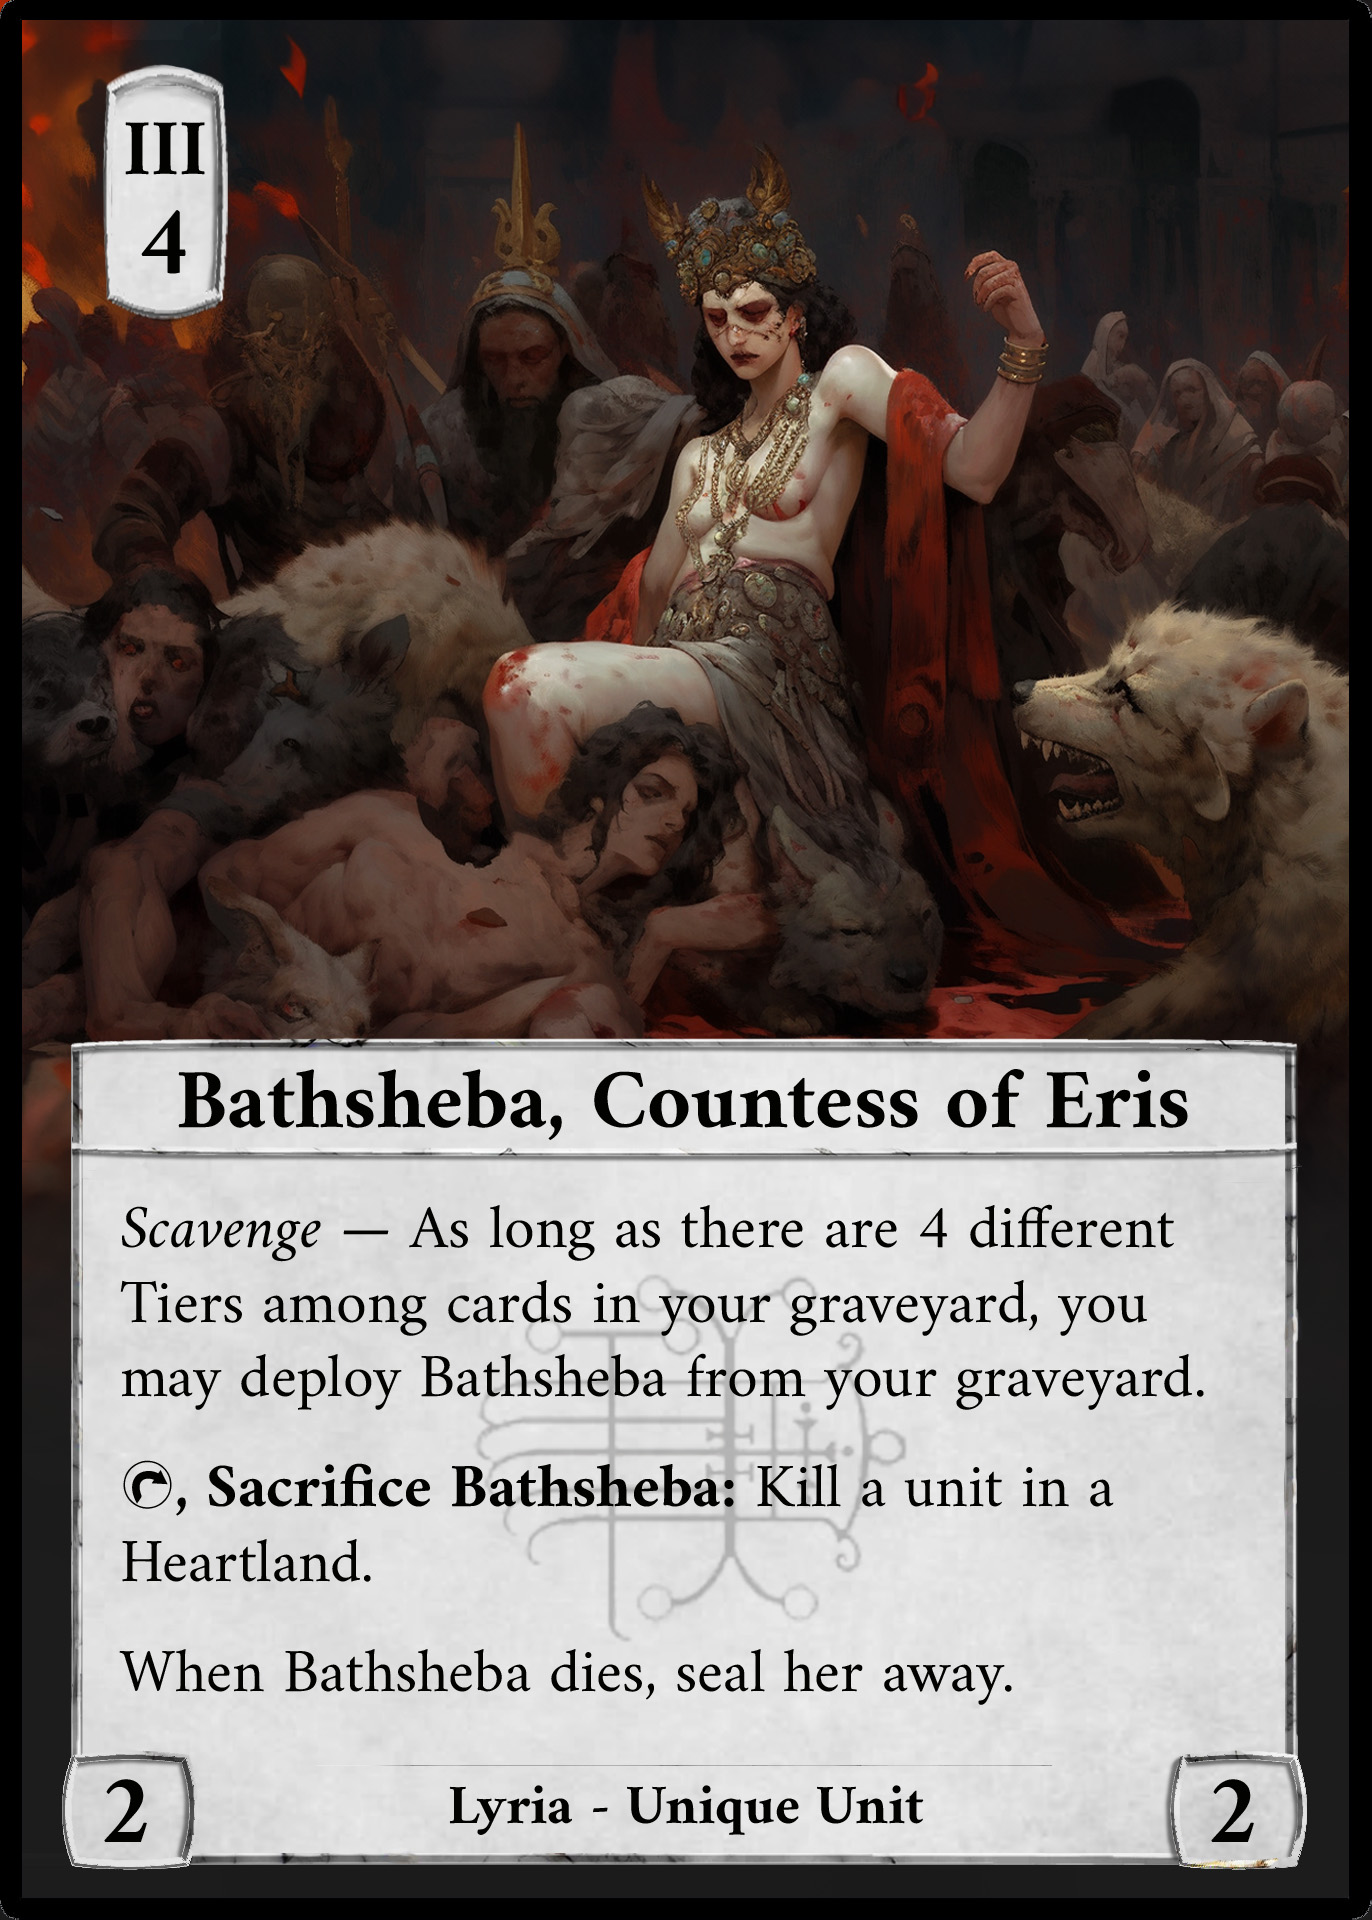 III
4
Bathsheba, Countess of Eris
Scavenge — As long as there are 4 different
Tiers among cards in your graveyard, you
may deploy Bathsheba from your graveyard.
, Sacrifice Bathsheba: Kill a unit in a
Heartland.
When Bathsheba dies, seal her away.
2
Lyria - Unique Unit
2